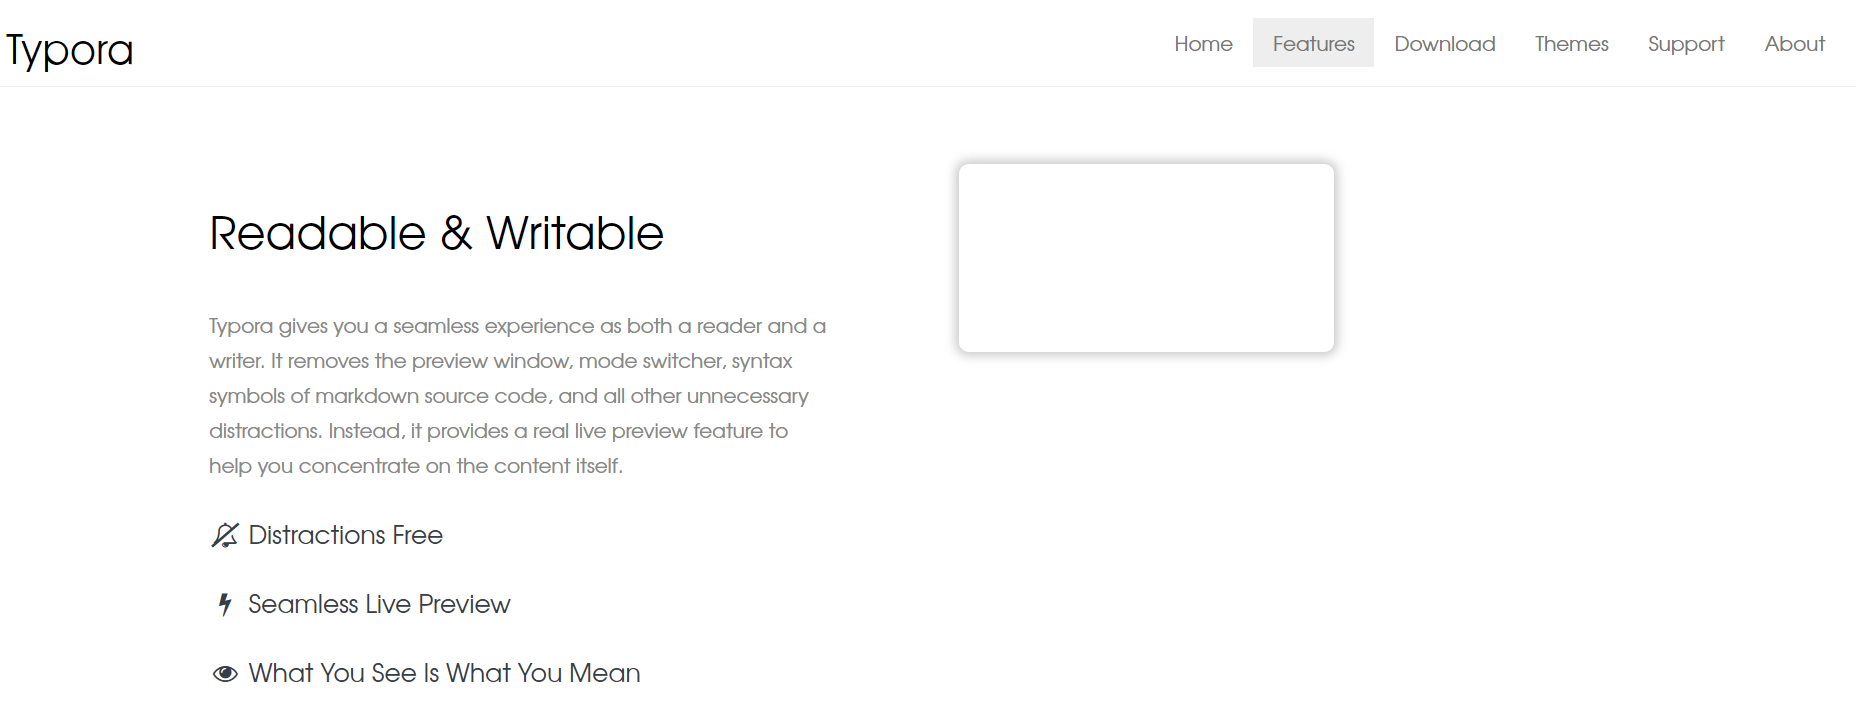 Typora
Home Features Download Themes Support About
Readable & Writable
Typora gives you a seamless experience as both a reader and a
writer. It removes the preview window, mode switcher, syntax
symbols of markdown source code, and all other unnecessary
distractions. Instead, it provides a real live preview feature to
help you concentrate on the content itself.
Distractions Free
Seamless Live Preview
What You See Is What You Mean